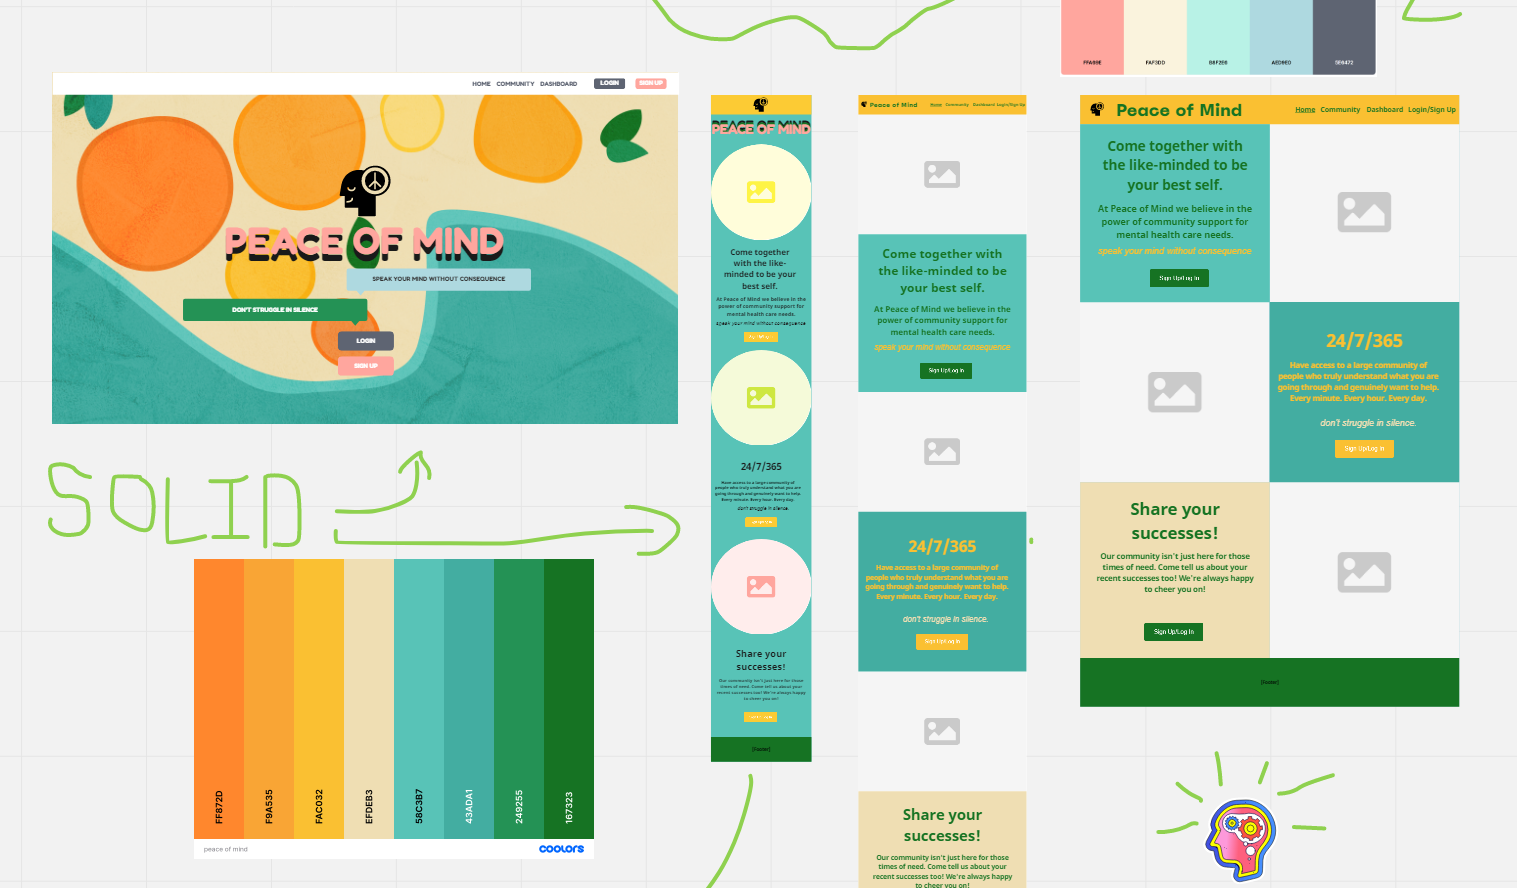 FFA69E
FAF3DD
B8F2E6
AED9E0
5E6472
HOME COMMUNITY DASHBOARD LOGIN SIGN UP
PEACE OF MIND
SPEAK YOUR MIND WITHOUT CONSEQUENCE
DON'T STRUGGLE IN SILENCE
LOGIN
SIGN UP
SOLID
FF872D
F9A535
FAC032
EFDEB3
58C3B7
43ADA1
249255
167323
peace of mind
coolors
PEACE OF MIND
Come together
with the like-
minded to be your
best self.
At Peace of Mind we believe in the
power of community support for
mental health care needs.
speak your mind without consequence
24/7/365
Have access to a large community of
people who truly understand what you are
going through and genuinely want to help.
Every minute. Every hour. Every day.
don't struggle in silence.
Share your
successes!
Our community isn't just here for those
times of need. Come tell us about your
recent successes too! We're always happy
to cheer you on!
[footer]
Peace of Mind Home Community Dashboard Login/Sign Up
Come together with
the like-minded to be
your best self.
At Peace of Mind we believe in the
power of community support for
mental health care needs.
speak your mind without consequence
Sign Up/Log In
24/7/365
Have access to a large community of
people who truly understand what you are
going through and genuinely want to help.
Every minute. Every hour. Every day.
don't struggle in silence.
Sign Up/Log In
Share your
successes!
Our community isn't just here for those
times of need. Come tell us about your
recent successes too! We're always happy
to cheer you on!
Peace of Mind Home Community Dashboard Login/Sign Up
Come together with
the like-minded to be
your best self.
At Peace of Mind we believe in the
power of community support for
mental health care needs.
speak your mind without consequence
Sign Up/Log In
24/7/365
Have access to a large community of
people who truly understand what you are
going through and genuinely want to help.
Every minute. Every hour. Every day.
don't struggle in silence.
Sign Up/Log In
Share your
successes!
Our community isn't just here for those
times of need. Come tell us about your
recent successes too! We're always happy
to cheer you on!
Sign Up/Log In
[footer]